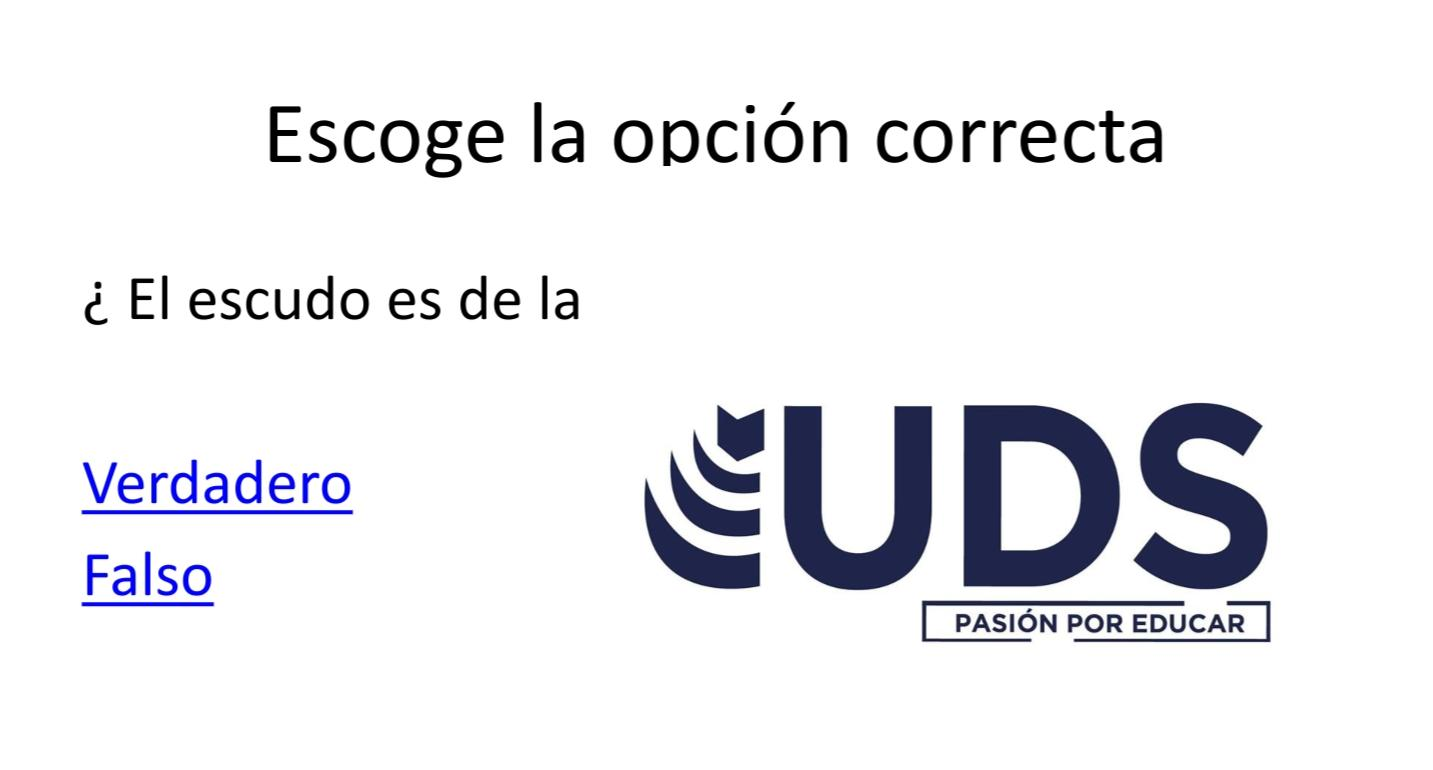 Escoge la opción correcta
¿ El escudo es de la
Verdadero
Falso
UDS
PASIÓN POR EDUCAR